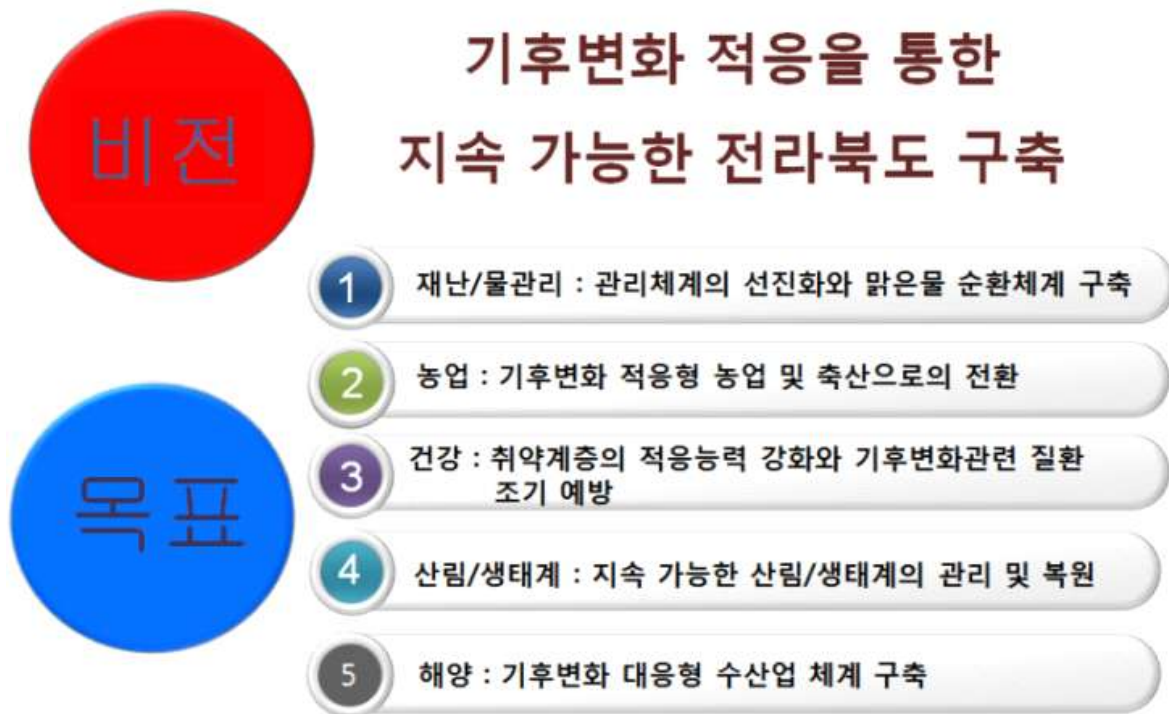 비전
기후변화 적응을 통한
지속 가능한 전라북도 구축
목표
1 재난/물관리 : 관리체계의 선진화와 맑은물 순환체계 구축
2 농업 : 기후변화 적응형 농업 및 축산으로의 전환
3 건강 : 취약계층의 적응능력 강화와 기후변화관련 질환
조기 예방
4 산림/생태계 : 지속 가능한 산림/생태계의 관리 및 복원
5 해양 : 기후변화 대응형 수산업 체계 구축